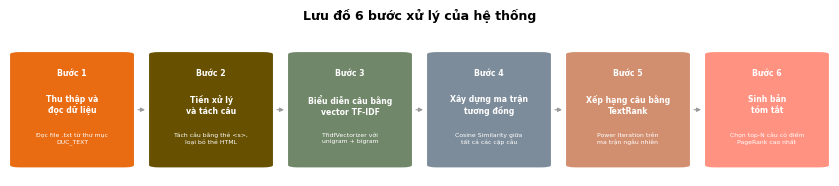 Lưu đồ 6 bước xử lý của hệ thống
Bước 1
Thu thập và
đọc dữ liệu
Đọc file .txt từ thư mục
DUC_TEXT
Bước 2
Tiền xử lý
và tách câu
Tách câu bằng thẻ <s>,
loại bỏ thẻ HTML
Bước 3
Biểu diễn câu bằng
vector TF-IDF
TfidfVectorizer với
unigram + bigram
Bước 4
Xây dựng ma trận
tương đồng
Cosine Similarity giữa
tất cả các cặp câu
Bước 5
Xếp hạng câu bằng
TextRank
Power Iteration trên
ma trận ngẫu nhiên
Bước 6
Sinh bản
tóm tắt
Chọn top-N câu có điểm
PageRank cao nhất